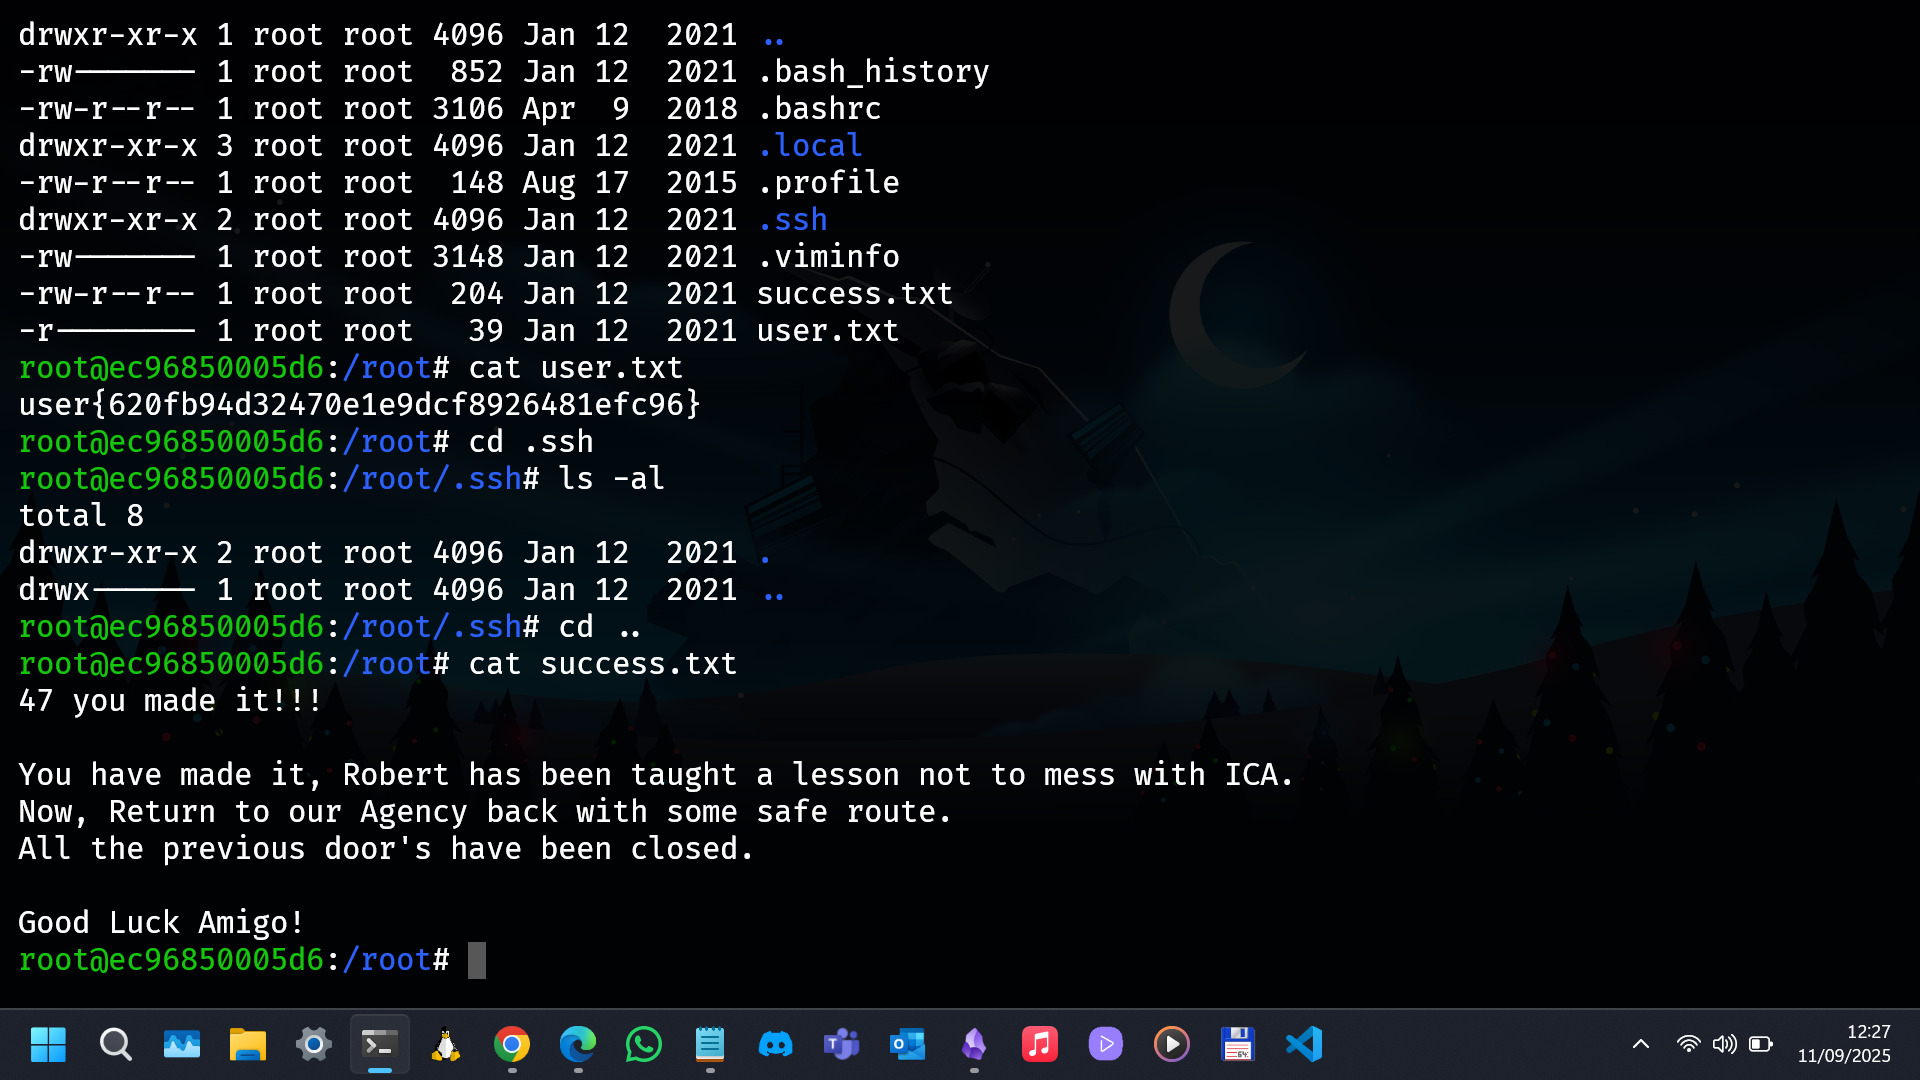 drwxr-xr-x 1 root root 4096 Jan 12  2021 ..
-rw------- 1 root root  852 Jan 12  2021 .bash_history
-rw-r--r-- 1 root root 3106 Apr  9  2018 .bashrc
drwxr-xr-x 3 root root 4096 Jan 12  2021 .local
-rw-r--r-- 1 root root  148 Aug 17  2015 .profile
drwxr-xr-x 2 root root 4096 Jan 12  2021 .ssh
-rw------- 1 root root 3148 Jan 12  2021 .viminfo
-rw-r--r-- 1 root root  204 Jan 12  2021 success.txt
-r-------- 1 root root   39 Jan 12  2021 user.txt
root@ec96850005d6:/root# cat user.txt
user{620fb94d32470e1e9dcf8926481efc96}
root@ec96850005d6:/root# cd .ssh
root@ec96850005d6:/root/.ssh# ls -al
total 8
drwxr-xr-x 2 root root 4096 Jan 12  2021 .
drwx------ 1 root root 4096 Jan 12  2021 ..
root@ec96850005d6:/root/.ssh# cd ..
root@ec96850005d6:/root# cat success.txt
47 you made it!!!
You have made it, Robert has been taught a lesson not to mess with ICA.
Now, Return to our Agency back with some safe route.
All the previous door's have been closed.
Good Luck Amigo!
root@ec96850005d6:/root#
12:27
11/09/2025